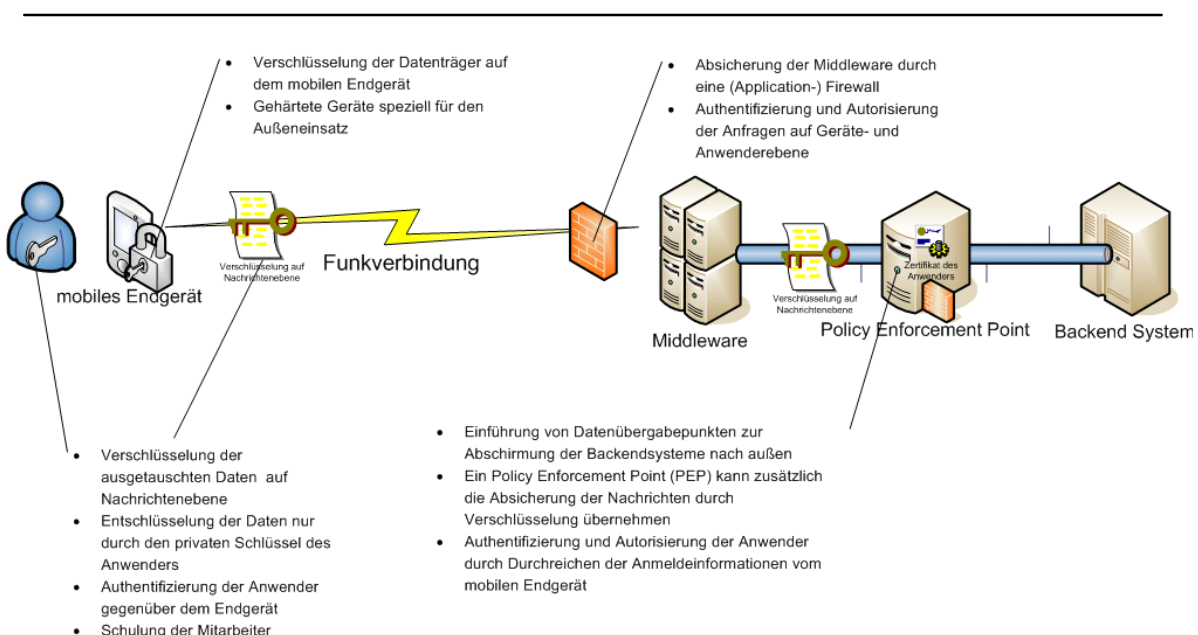 • Verschlüsselung der Datenträger auf
dem mobilen Endgerät
• Gehärtete Geräte speziell für den
Außeneinsatz
• Absicherung der Middleware durch
eine (Application-) Firewall
• Authentifizierung und Autorisierung
der Anfragen auf Geräte- und
Anwenderebene
mobiles Endgerät
Verschlüsselung auf
Nachrichtenebene
Funkverbindung
Middleware
Verschlüsselung auf
Nachrichtenebene
Zertifikat des
Anwenders
Policy Enforcement Point
Backend System
• Verschlüsselung der
ausgetauschten Daten auf
Nachrichtenebene
• Entschlüsselung der Daten nur
durch den privaten Schlüssel des
Anwenders
• Authentifizierung der Anwender
gegenüber dem Endgerät
• Schulung der Mitarbeiter
• Einführung von Datenübergabepunkten zur
Abschirmung der Backendsysteme nach außen
• Ein Policy Enforcement Point (PEP) kann zusätzlich
die Absicherung der Nachrichten durch
Verschlüsselung übernehmen
• Authentifizierung und Autorisierung der Anwender
durch Durchreichen der Anmeldeinformationen vom
mobilen Endgerät